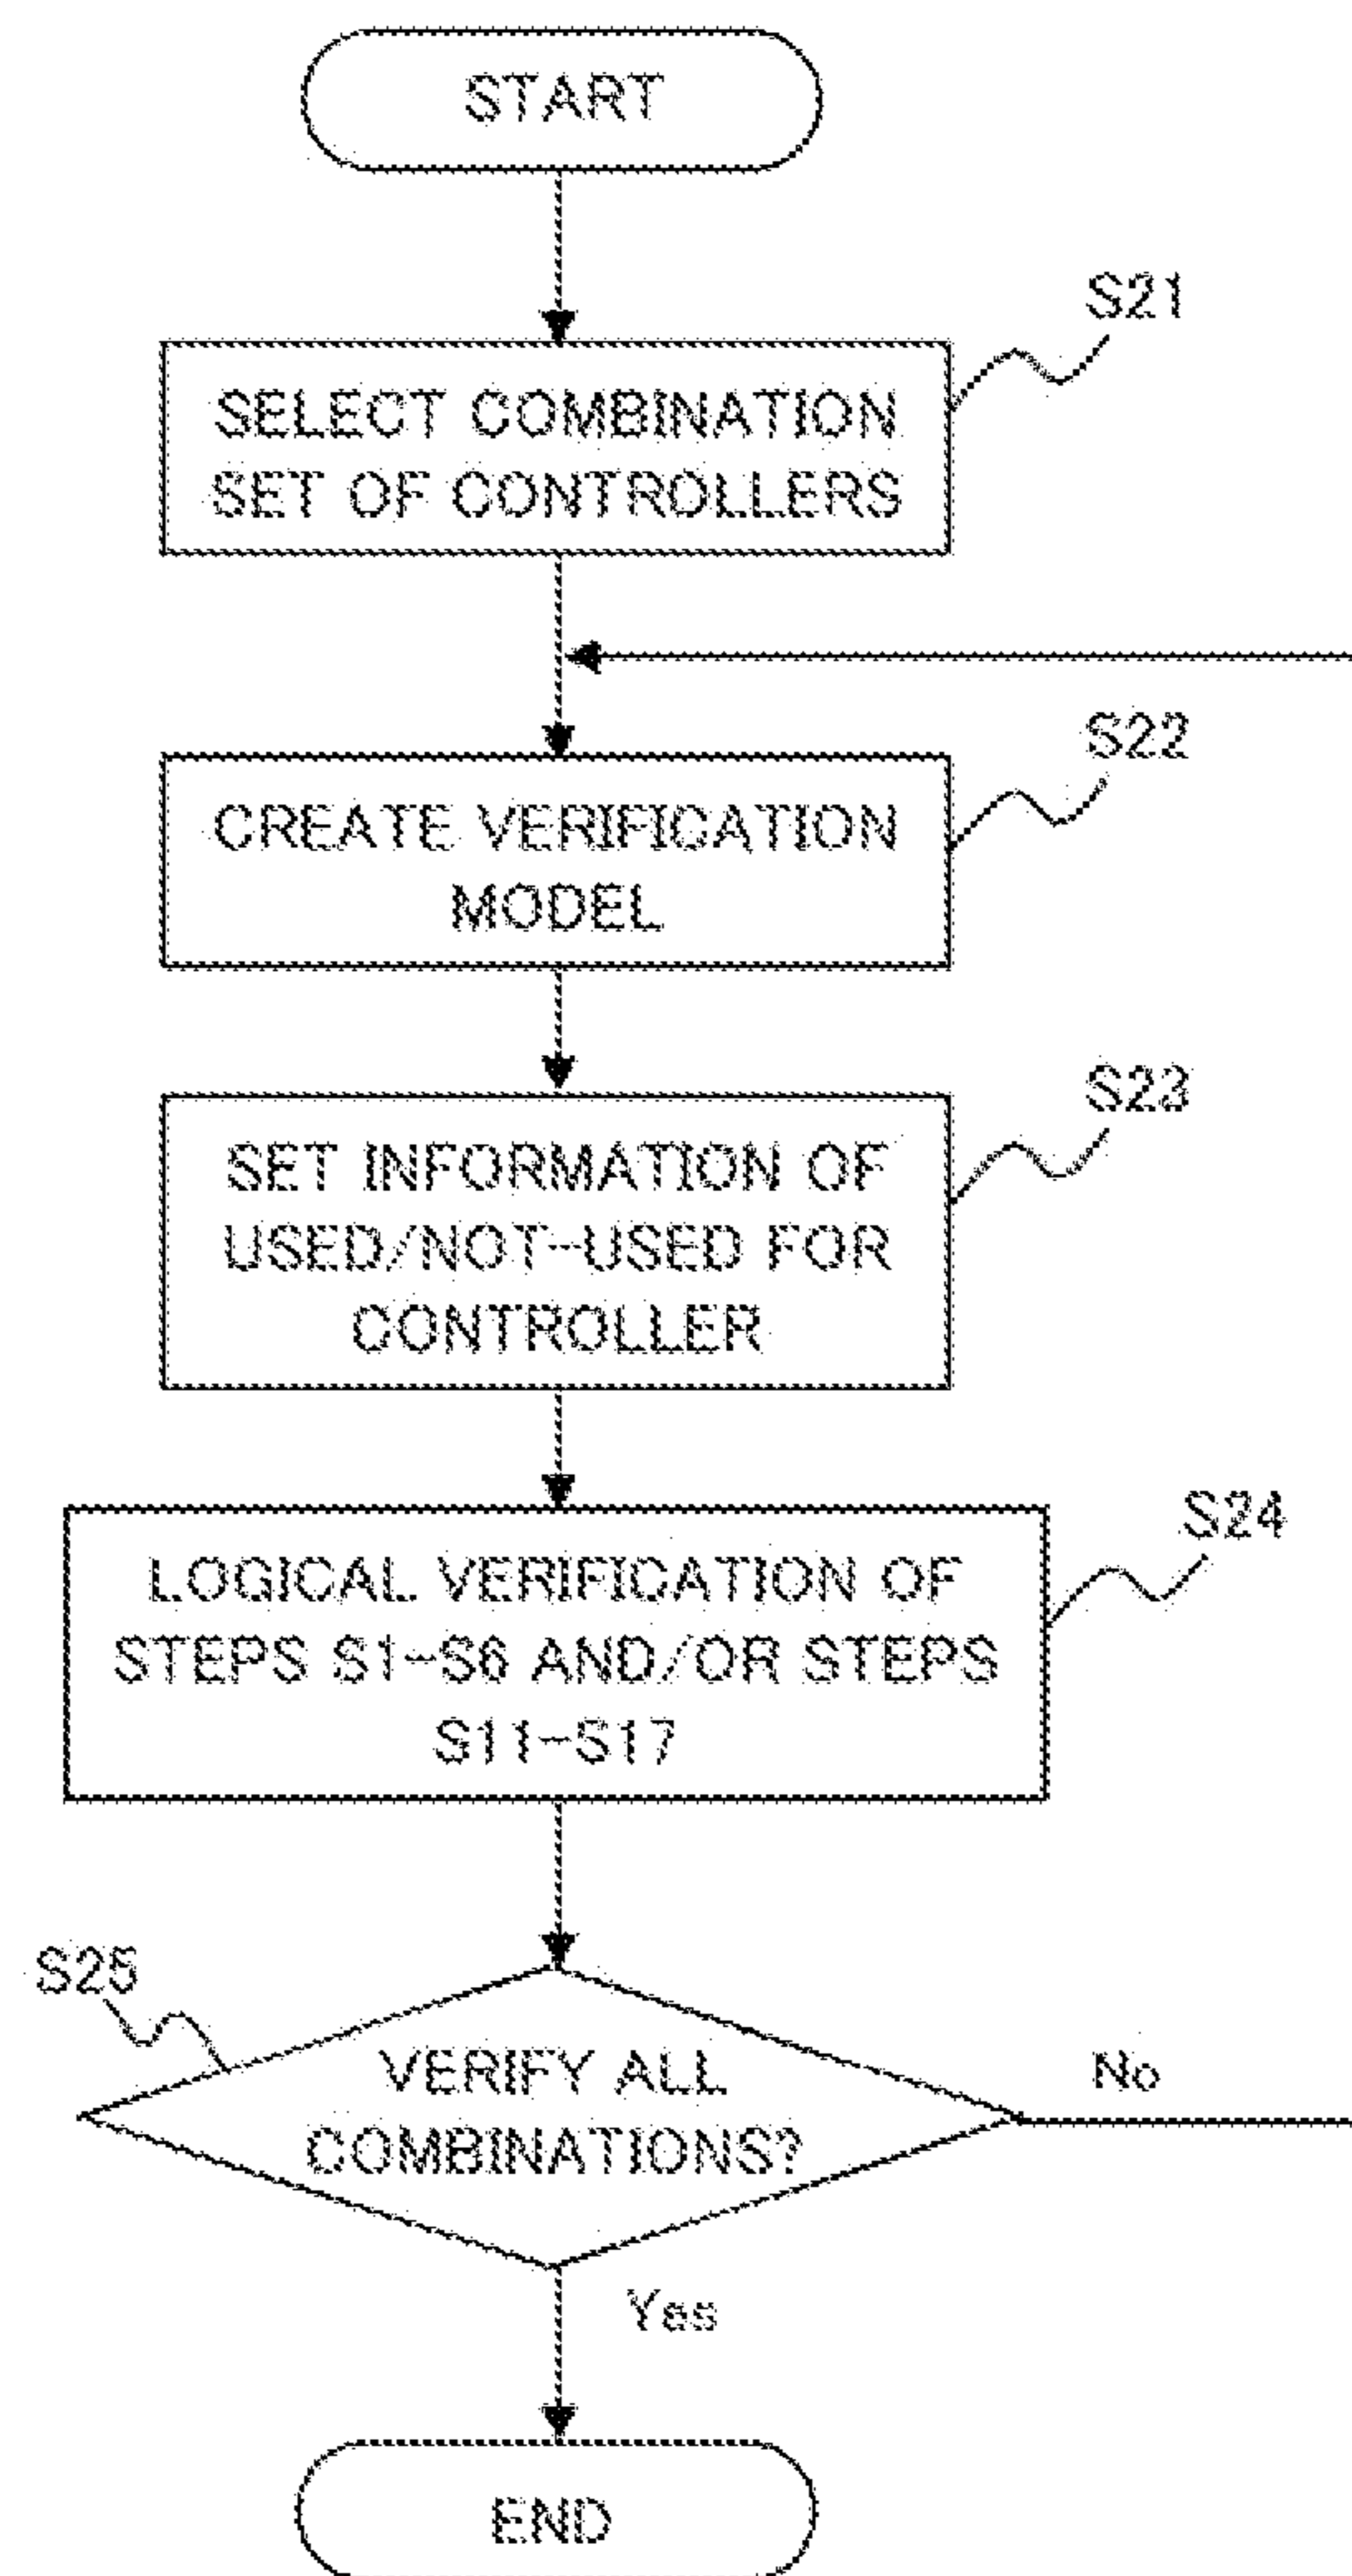 START
S21
SELECT COMBINATION
SET OF CONTROLLERS
S22
CREATE VERIFICATION
MODEL
S23
SET INFORMATION OF
USED/NOT-USED FOR
CONTROLLER
S24
LOGICAL VERIFICATION OF
STEPS S1-S6 AND/OR STEPS
S11-S17
S25
VERIFY ALL
COMBINATIONS?
No
Yes
END